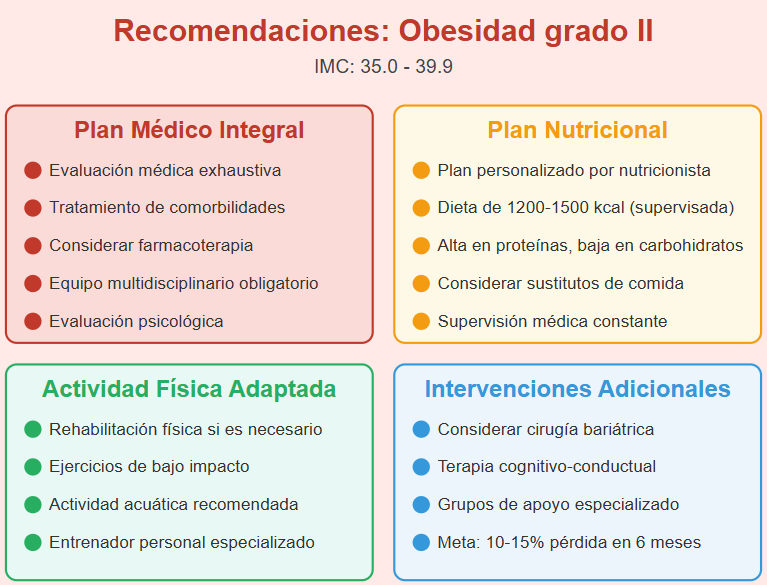 Recomendaciones: Obesidad grado II
IMC: 35.0 - 39.9
Plan Médico Integral
Evaluación médica exhaustiva
Tratamiento de comorbilidades
Considerar farmacoterapia
Equipo multidisciplinario obligatorio
Evaluación psicológica
Plan Nutricional
Plan personalizado por nutricionista
Dieta de 1200-1500 kcal (supervisada)
Alta en proteínas, baja en carbohidratos
Considerar sustitutos de comida
Supervisión médica constante
Actividad Física Adaptada
Rehabilitación física si es necesario
Ejercicios de bajo impacto
Actividad acuática recomendada
Entrenador personal especializado
Intervenciones Adicionales
Considerar cirugía bariátrica
Terapia cognitivo-conductual
Grupos de apoyo especializado
Meta: 10-15% pérdida en 6 meses